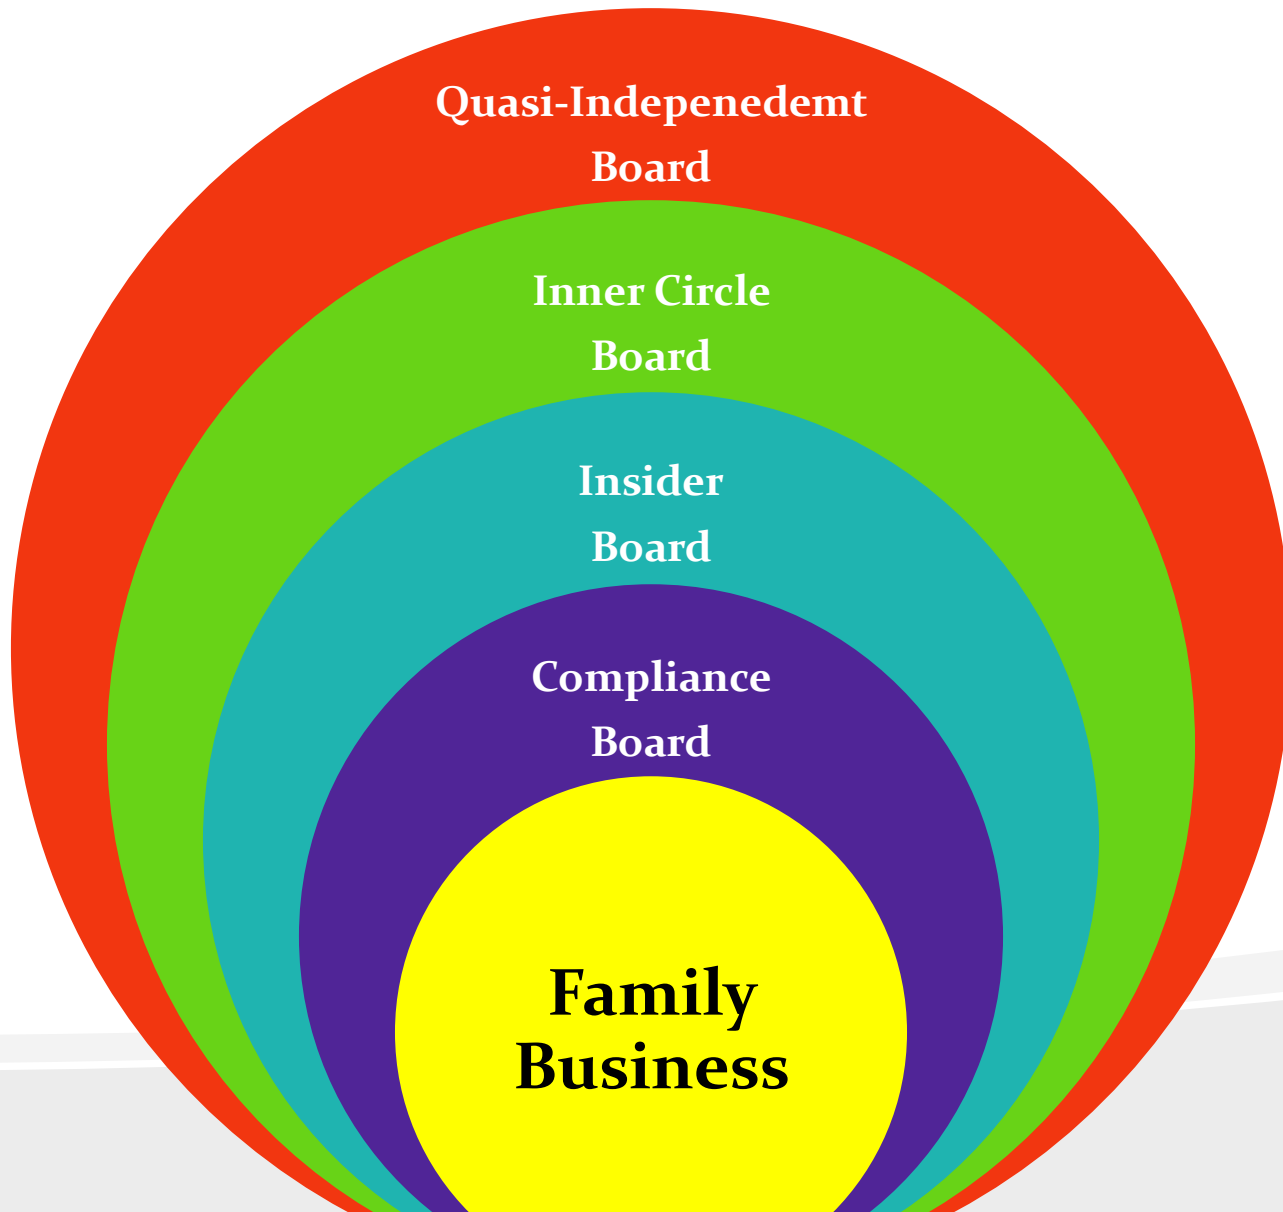 Quasi-Indepenedemt
Board
Inner Circle
Board
Insider
Board
Compliance
Board
Family
Business